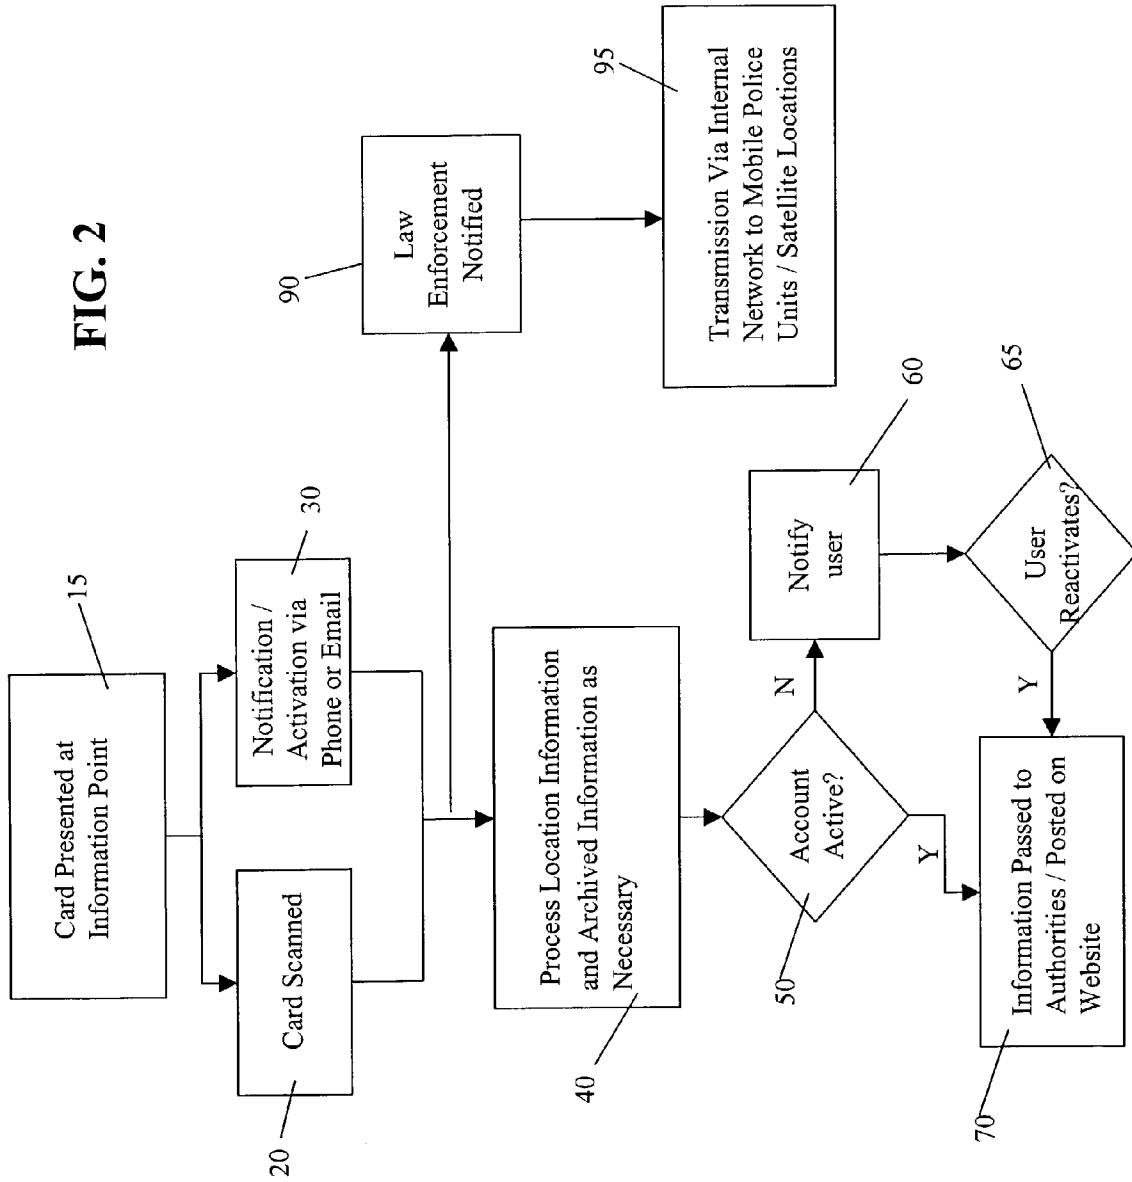 FIG. 2
Card Presented at
Information Point
15
Card Scanned
20
Notification /
Activation via
Phone or Email
30
Law
Enforcement
Notified
90
Transmission Via Internal
Network to Mobile Police
Units / Satellite Locations
95
Process Location Information
and Archived Information as
Necessary
40
Account
Active?
50
N
Y
Notify
user
60
User
Reactivates?
65
Y
Information Passed to
Authorities / Posted on
Website
70